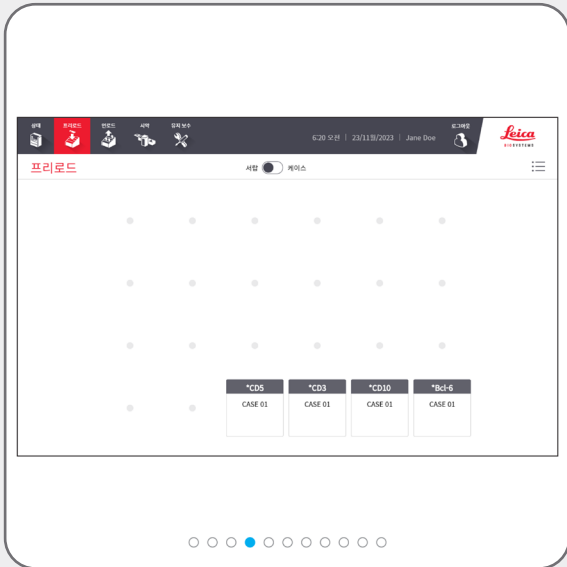 상태 프리로드 언로드 시약 유지 보수
6:20 오전 | 23/11월/2023 | Jane Doe
로그아웃
Leica
BIOSYSTEMS
프리로드
서랍 케이스
*CD5 *CD3 *CD10 *Bcl-6
CASE 01 CASE 01 CASE 01 CASE 01